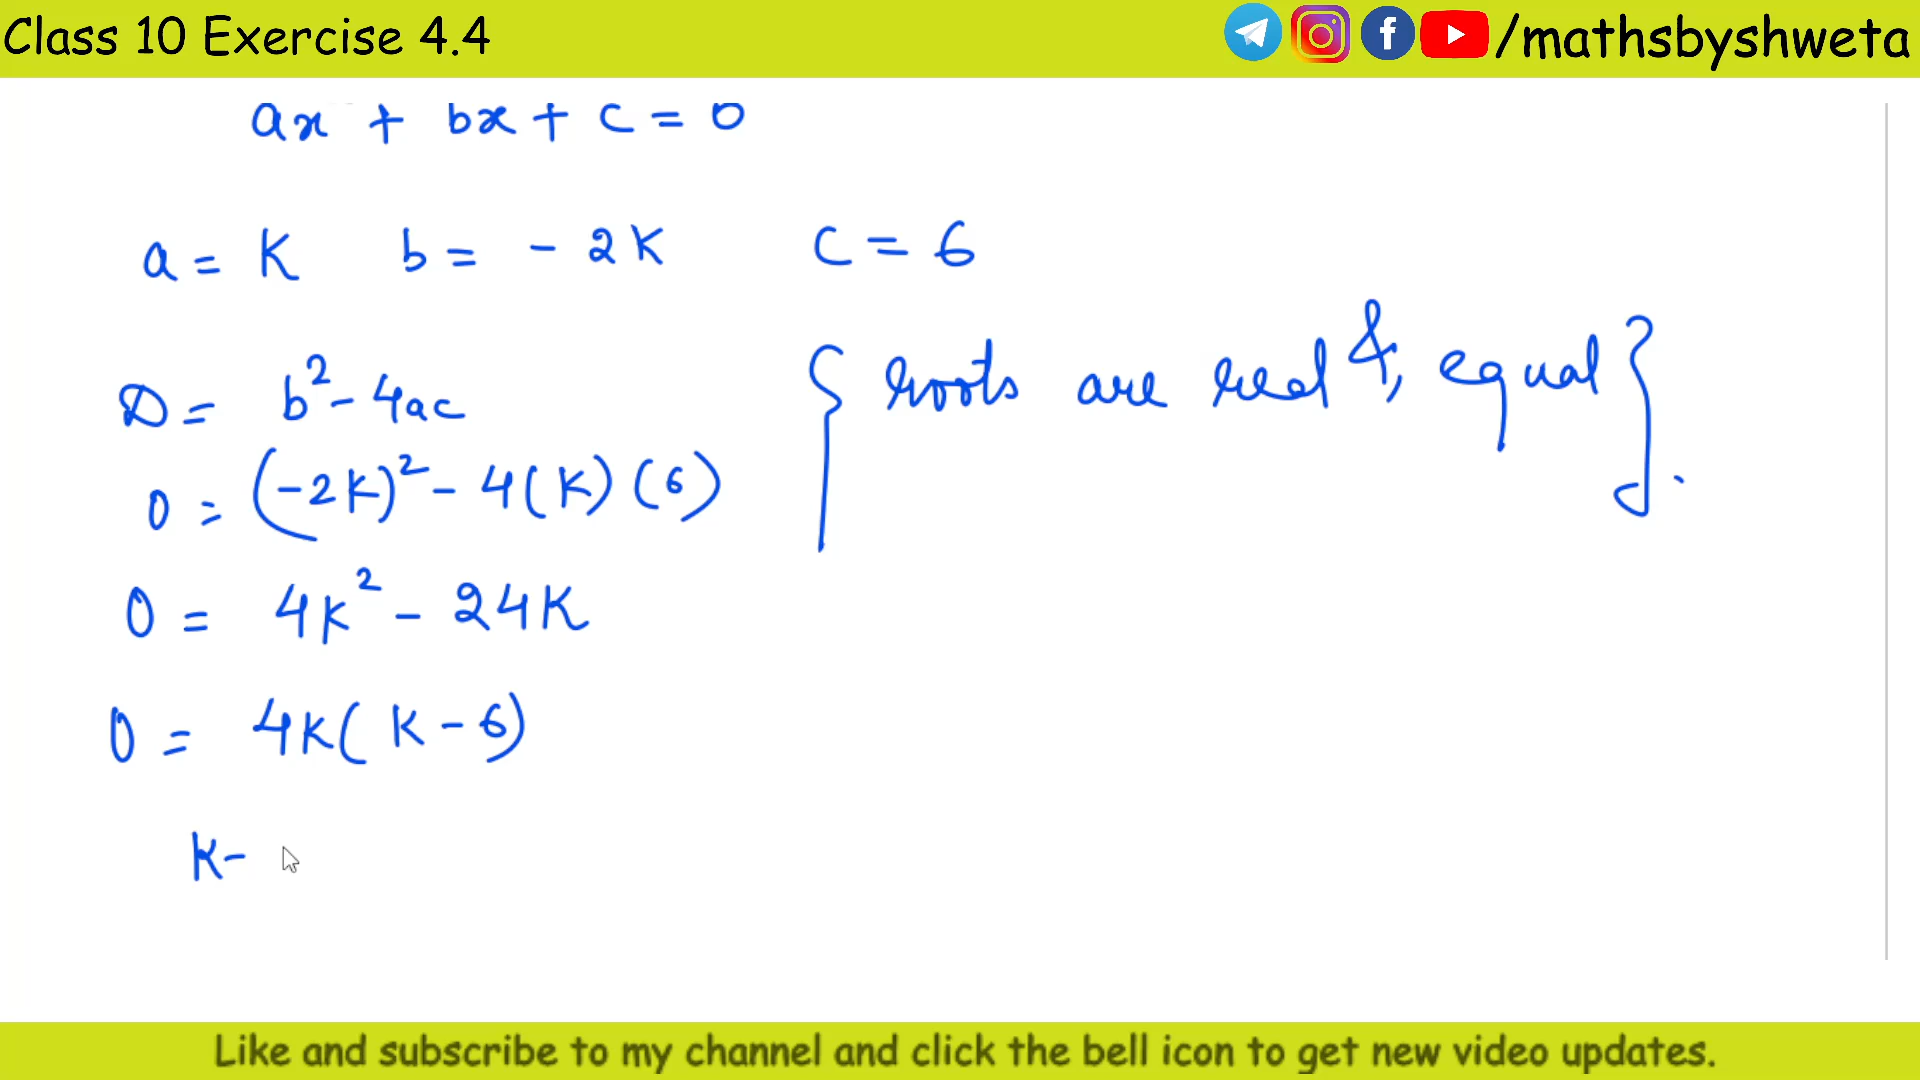 Class 10 Exercise 4.4
/mathsbyshweta
ax + bx + c = 0
a = K b = - 2K c = 6
D = b² - 4ac { roots are real & equal }.
0 = (-2K)² - 4(K)(6)
0 = 4K² - 24K
0 = 4K( K - 6)
K-
Like and subscribe to my channel and click the bell icon to get new video updates.